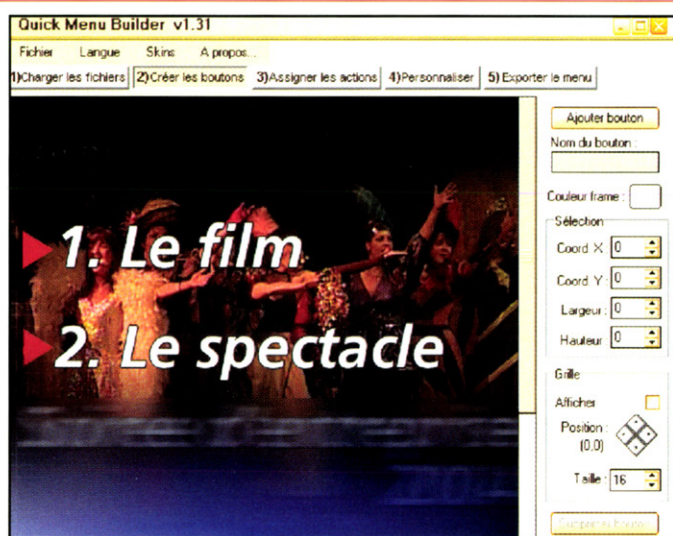 Quick Menu Builder v1.31
Fichier Langue Skins A propos...
1)Charger les fichiers 2)Créer les boutons 3)Assigner les actions 4)Personnaliser 5)Exporter le menu
1. Le film
2. Le spectacle
Ajouter bouton
Nom du bouton :
Couleur frame :
Sélection
Coord X 0
Coord Y : 0
Largeur : 0
Hauteur 0
Grille
Afficher
Position :
(0,0)
Taille : 16
Supprimer bouton